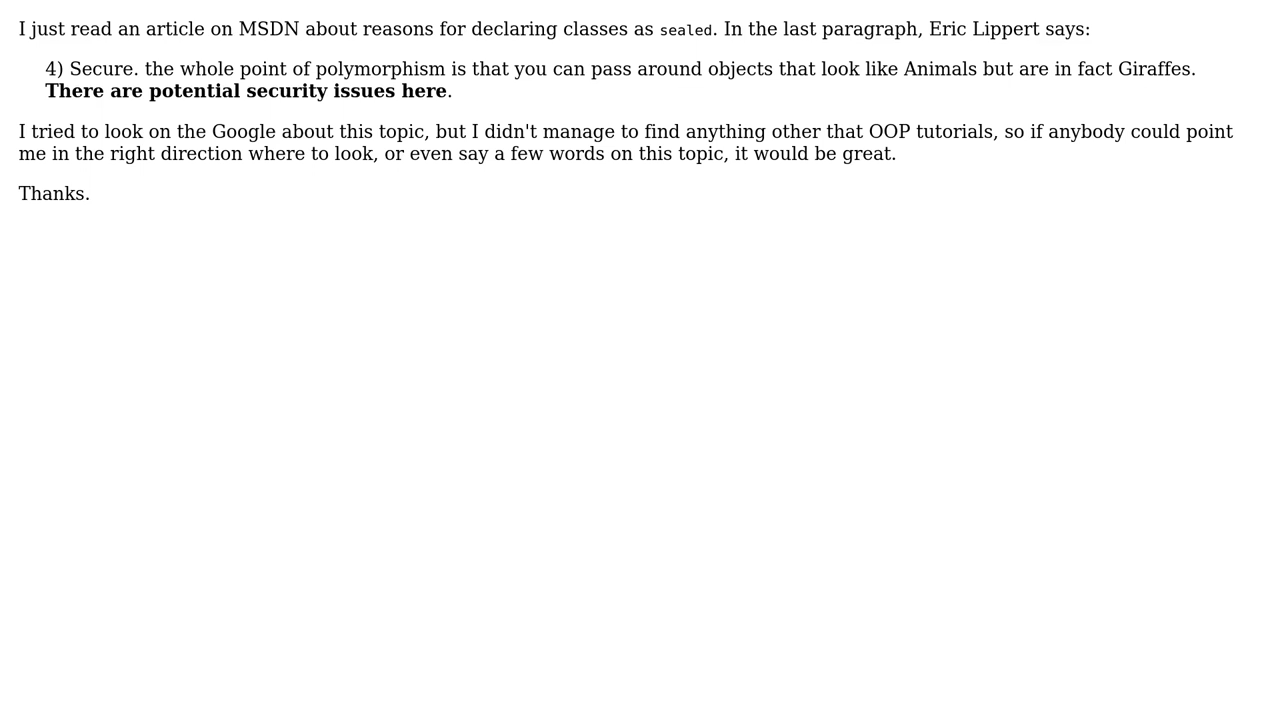 I just read an article on MSDN about reasons for declaring classes as sealed. In the last paragraph, Eric Lippert says:
4) Secure. the whole point of polymorphism is that you can pass around objects that look like Animals but are in fact Giraffes.
There are potential security issues here.
I tried to look on the Google about this topic, but I didn't manage to find anything other that OOP tutorials, so if anybody could point
me in the right direction where to look, or even say a few words on this topic, it would be great.
Thanks.